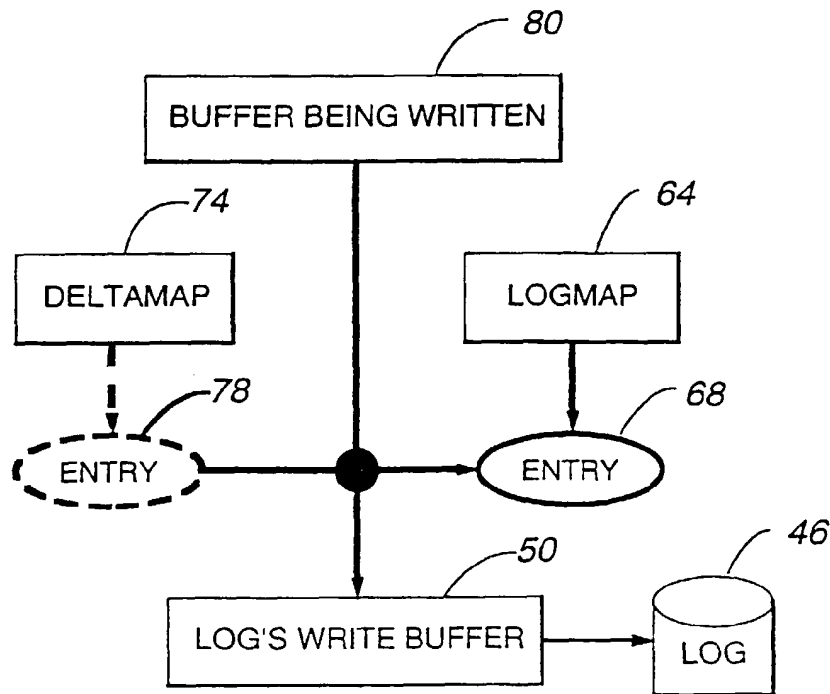 80
BUFFER BEING WRITTEN
74
64
DELTAMAP
LOGMAP
78
68
ENTRY
ENTRY
50
46
LOG'S WRITE BUFFER
LOG